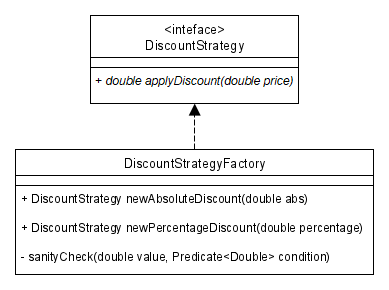 <inteface>
DiscountStrategy
+ double applyDiscount(double price)
DiscountStrategyFactory
+ DiscountStrategy newAbsoluteDiscount(double abs)
+ DiscountStrategy newPercentageDiscount(double percentage)
- sanityCheck(double value, Predicate<Double> condition)